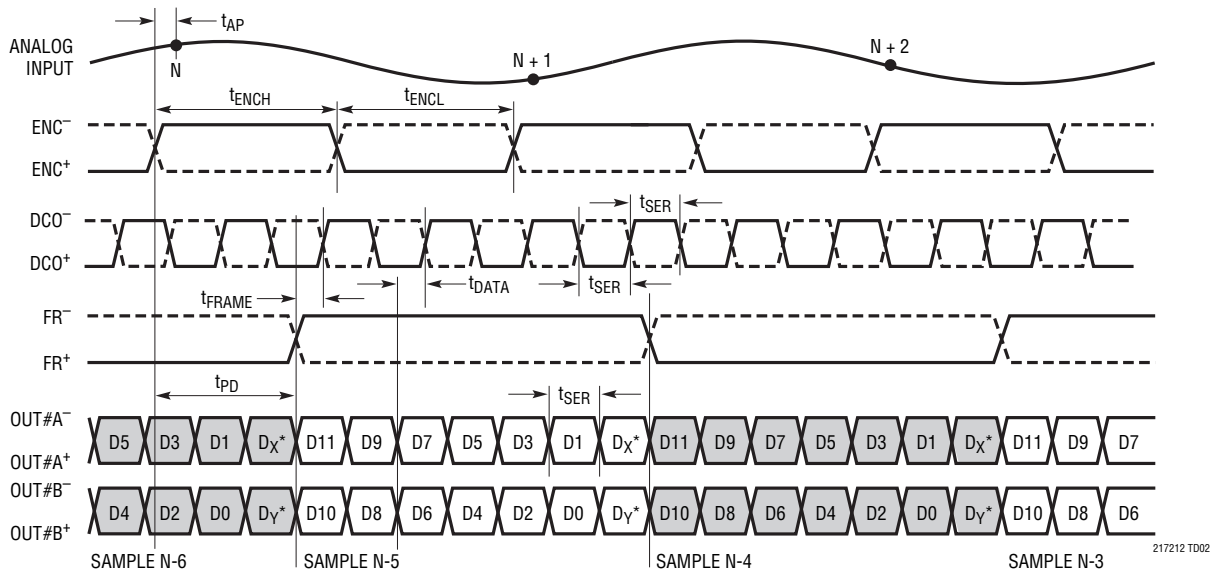 tAP
ANALOG
INPUT
N
N + 1
N + 2
tENCH
tENCL
ENC–
ENC+
DCO–
DCO+
tSER
tFRAME
tDATA
tSER
FR–
FR+
tPD
tSER
OUT#A–
D5 D3 D1 DX* D11 D9 D7 D5 D3 D1 DX* D11 D9 D7 D5 D3 D1 DX* D11 D9 D7
OUT#A+
OUT#B–
D4 D2 D0 DY* D10 D8 D6 D4 D2 D0 DY* D10 D8 D6 D4 D2 D0 DY* D10 D8 D6
OUT#B+
SAMPLE N-6 SAMPLE N-5 SAMPLE N-4 SAMPLE N-3
217212 TD02